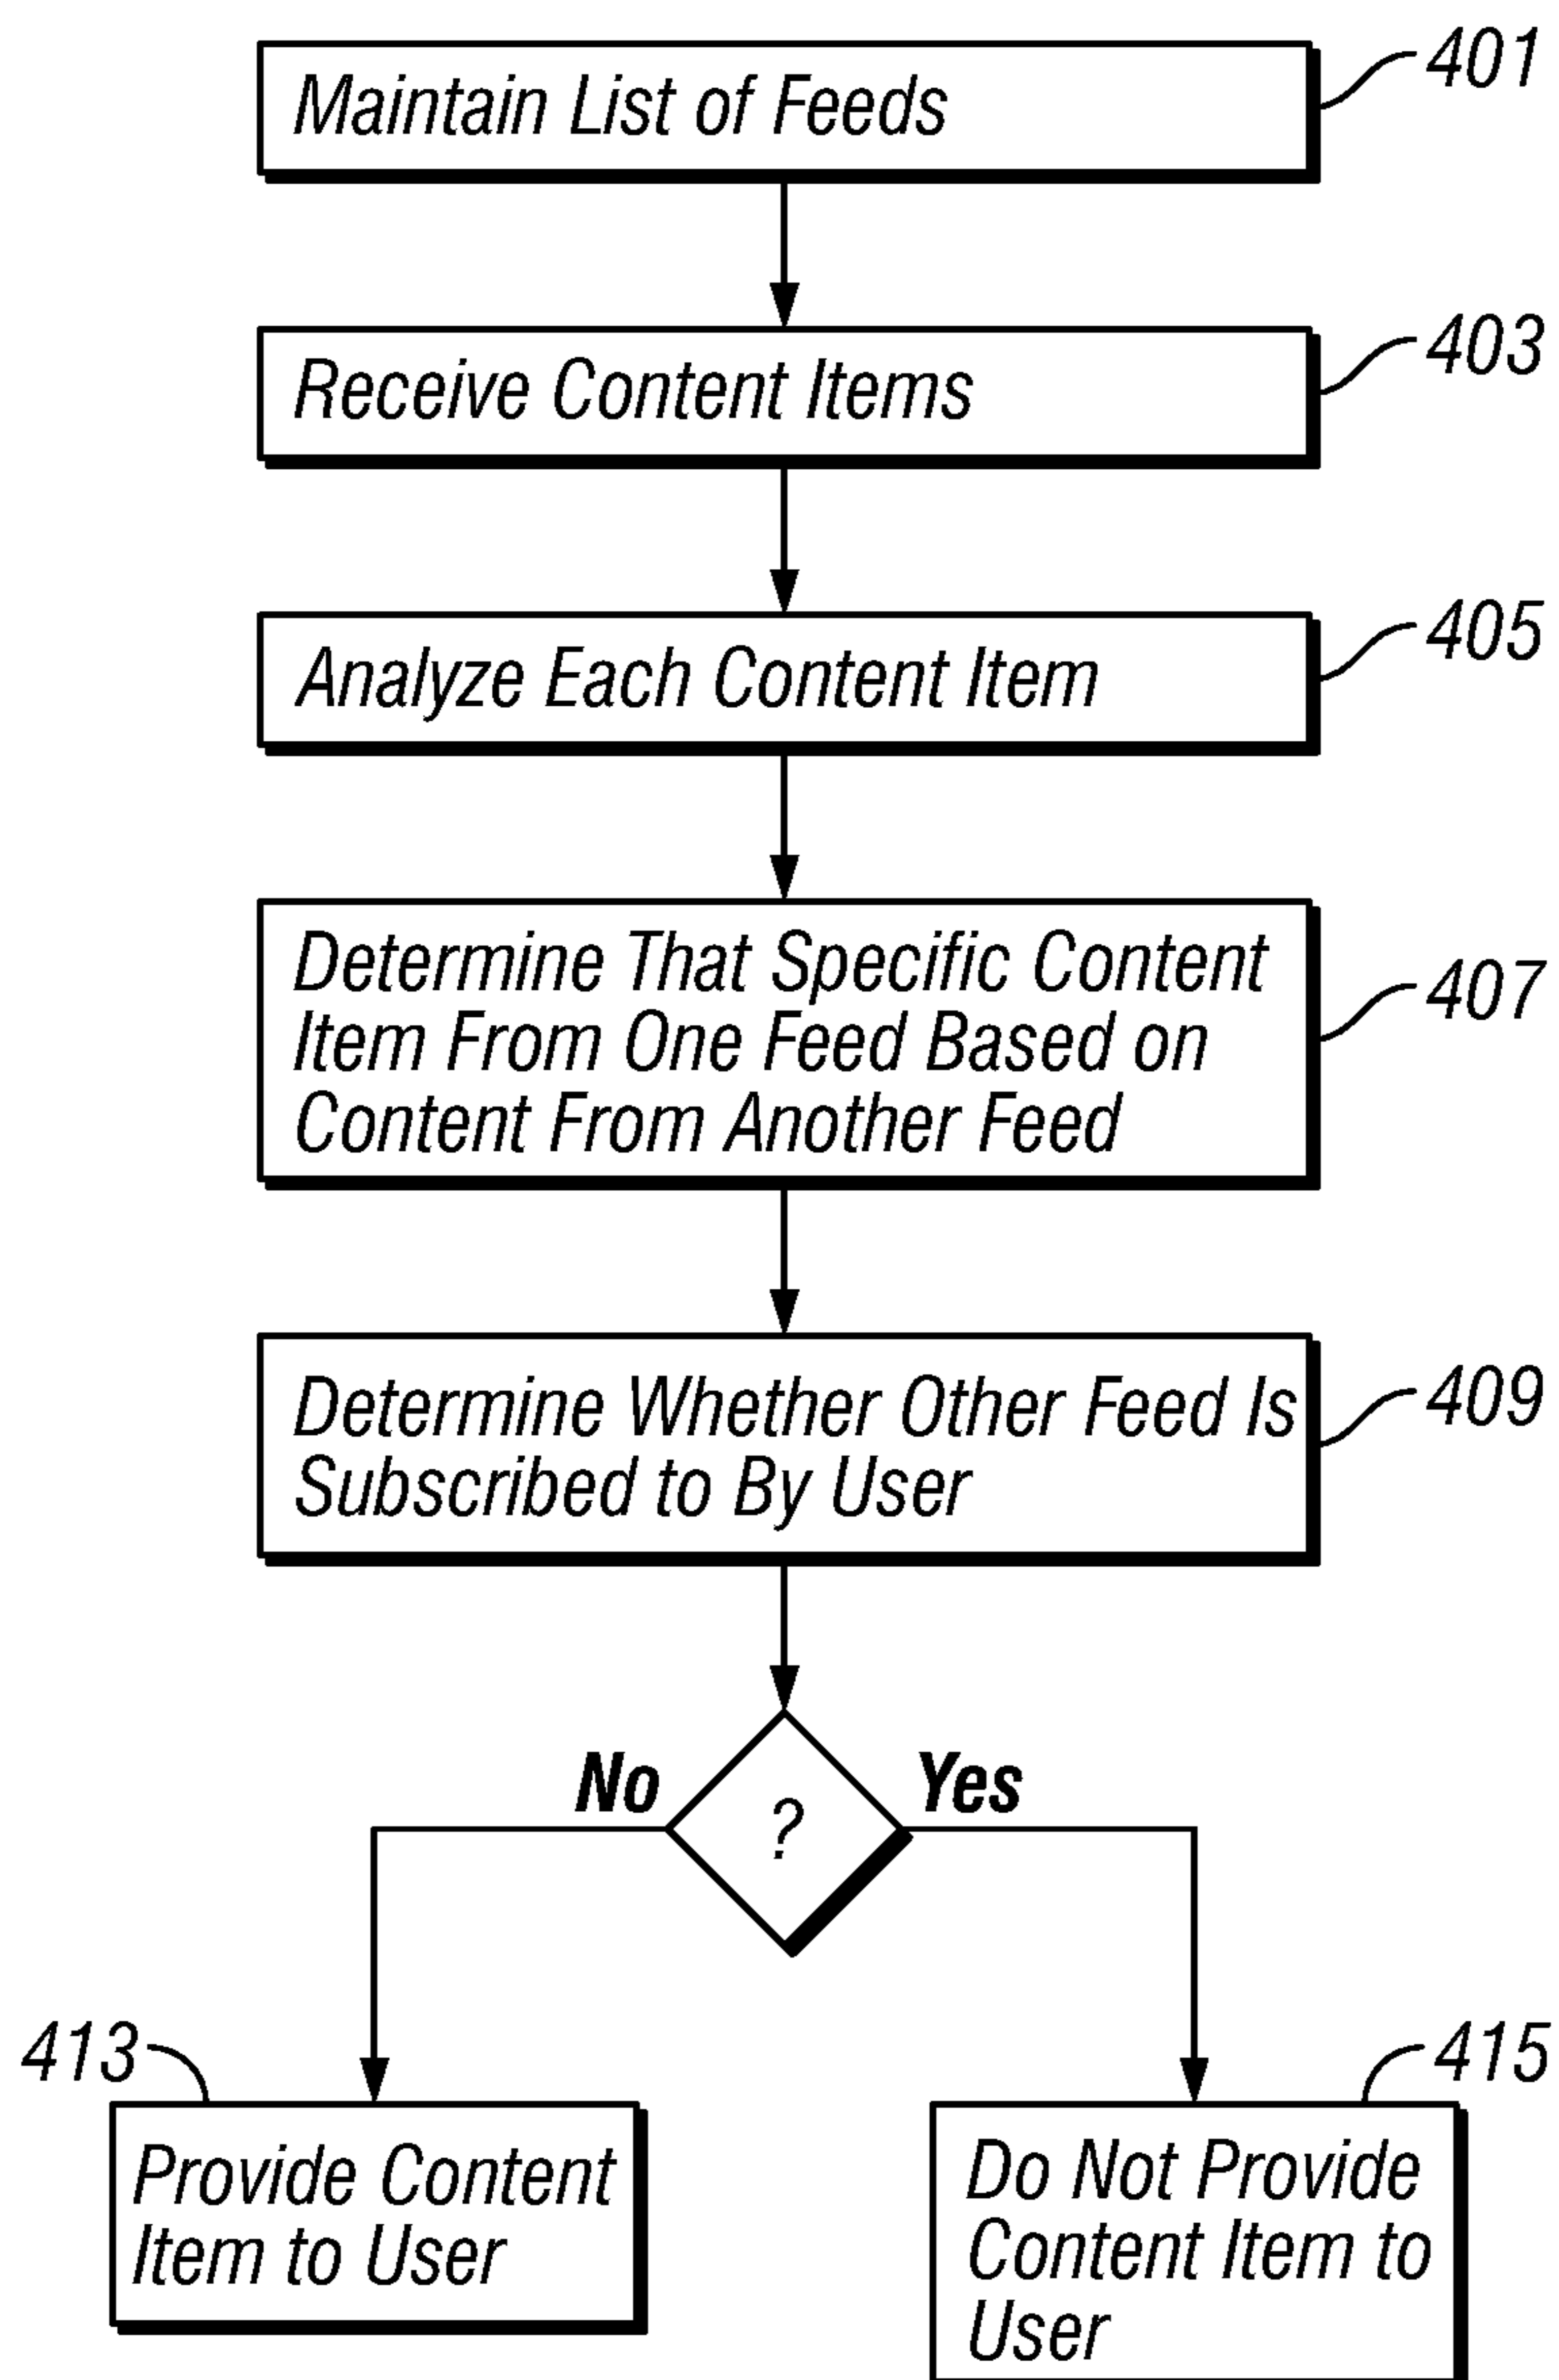 Maintain List of Feeds
401
Receive Content Items
403
Analyze Each Content Item
405
Determine That Specific Content
Item From One Feed Based on
Content From Another Feed
407
Determine Whether Other Feed Is
Subscribed to By User
409
No
?
Yes
413
Provide Content
Item to User
415
Do Not Provide
Content Item to
User